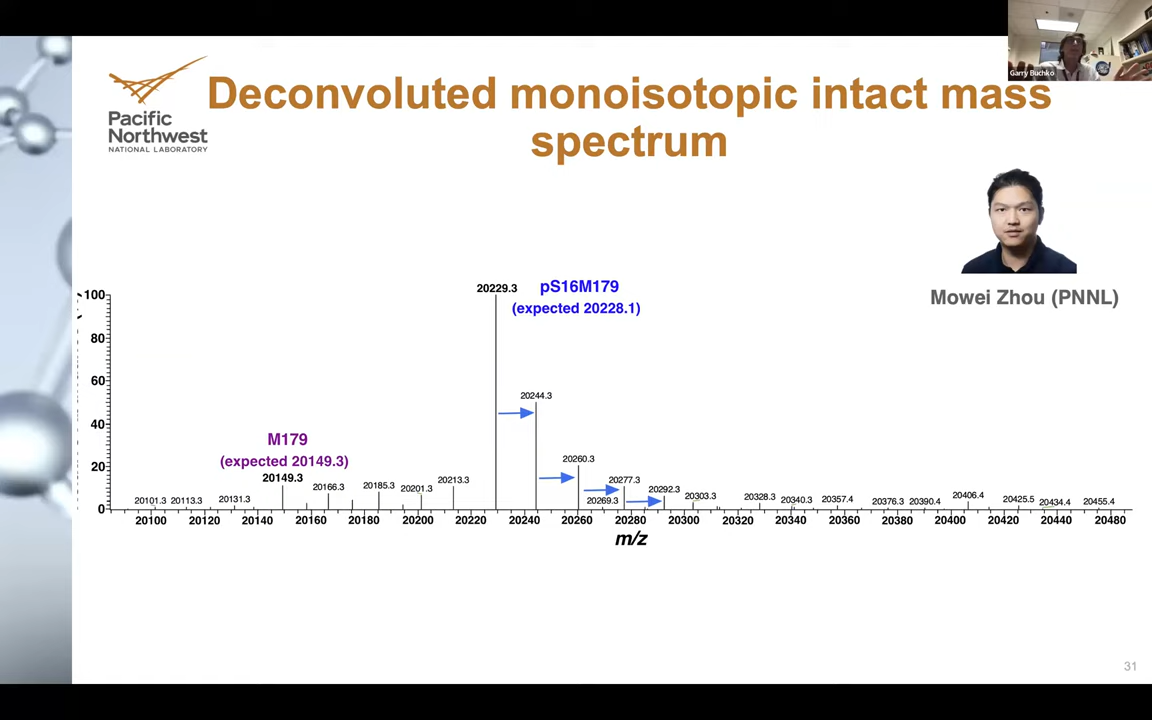 Garry Buchko
Pacific
Northwest
NATIONAL LABORATORY
Deconvoluted monoisotopic intact mass
spectrum
Mowei Zhou (PNNL)
20229.3
pS16M179
(expected 20228.1)
20244.3
M179
(expected 20149.3)
20149.3
20260.3
20277.3
20292.3
20269.3
20303.3
20101.3
20113.3
20131.3
20166.3
20185.3
20201.3
20213.3
20328.3
20340.3
20357.4
20376.3
20390.4
20406.4
20425.5
20434.4
20455.4
100
80
60
40
20
0
20100 20120 20140 20160 20180 20200 20220 20240 20260 20280 20300 20320 20340 20360 20380 20400 20420 20440 20480
m/z
31